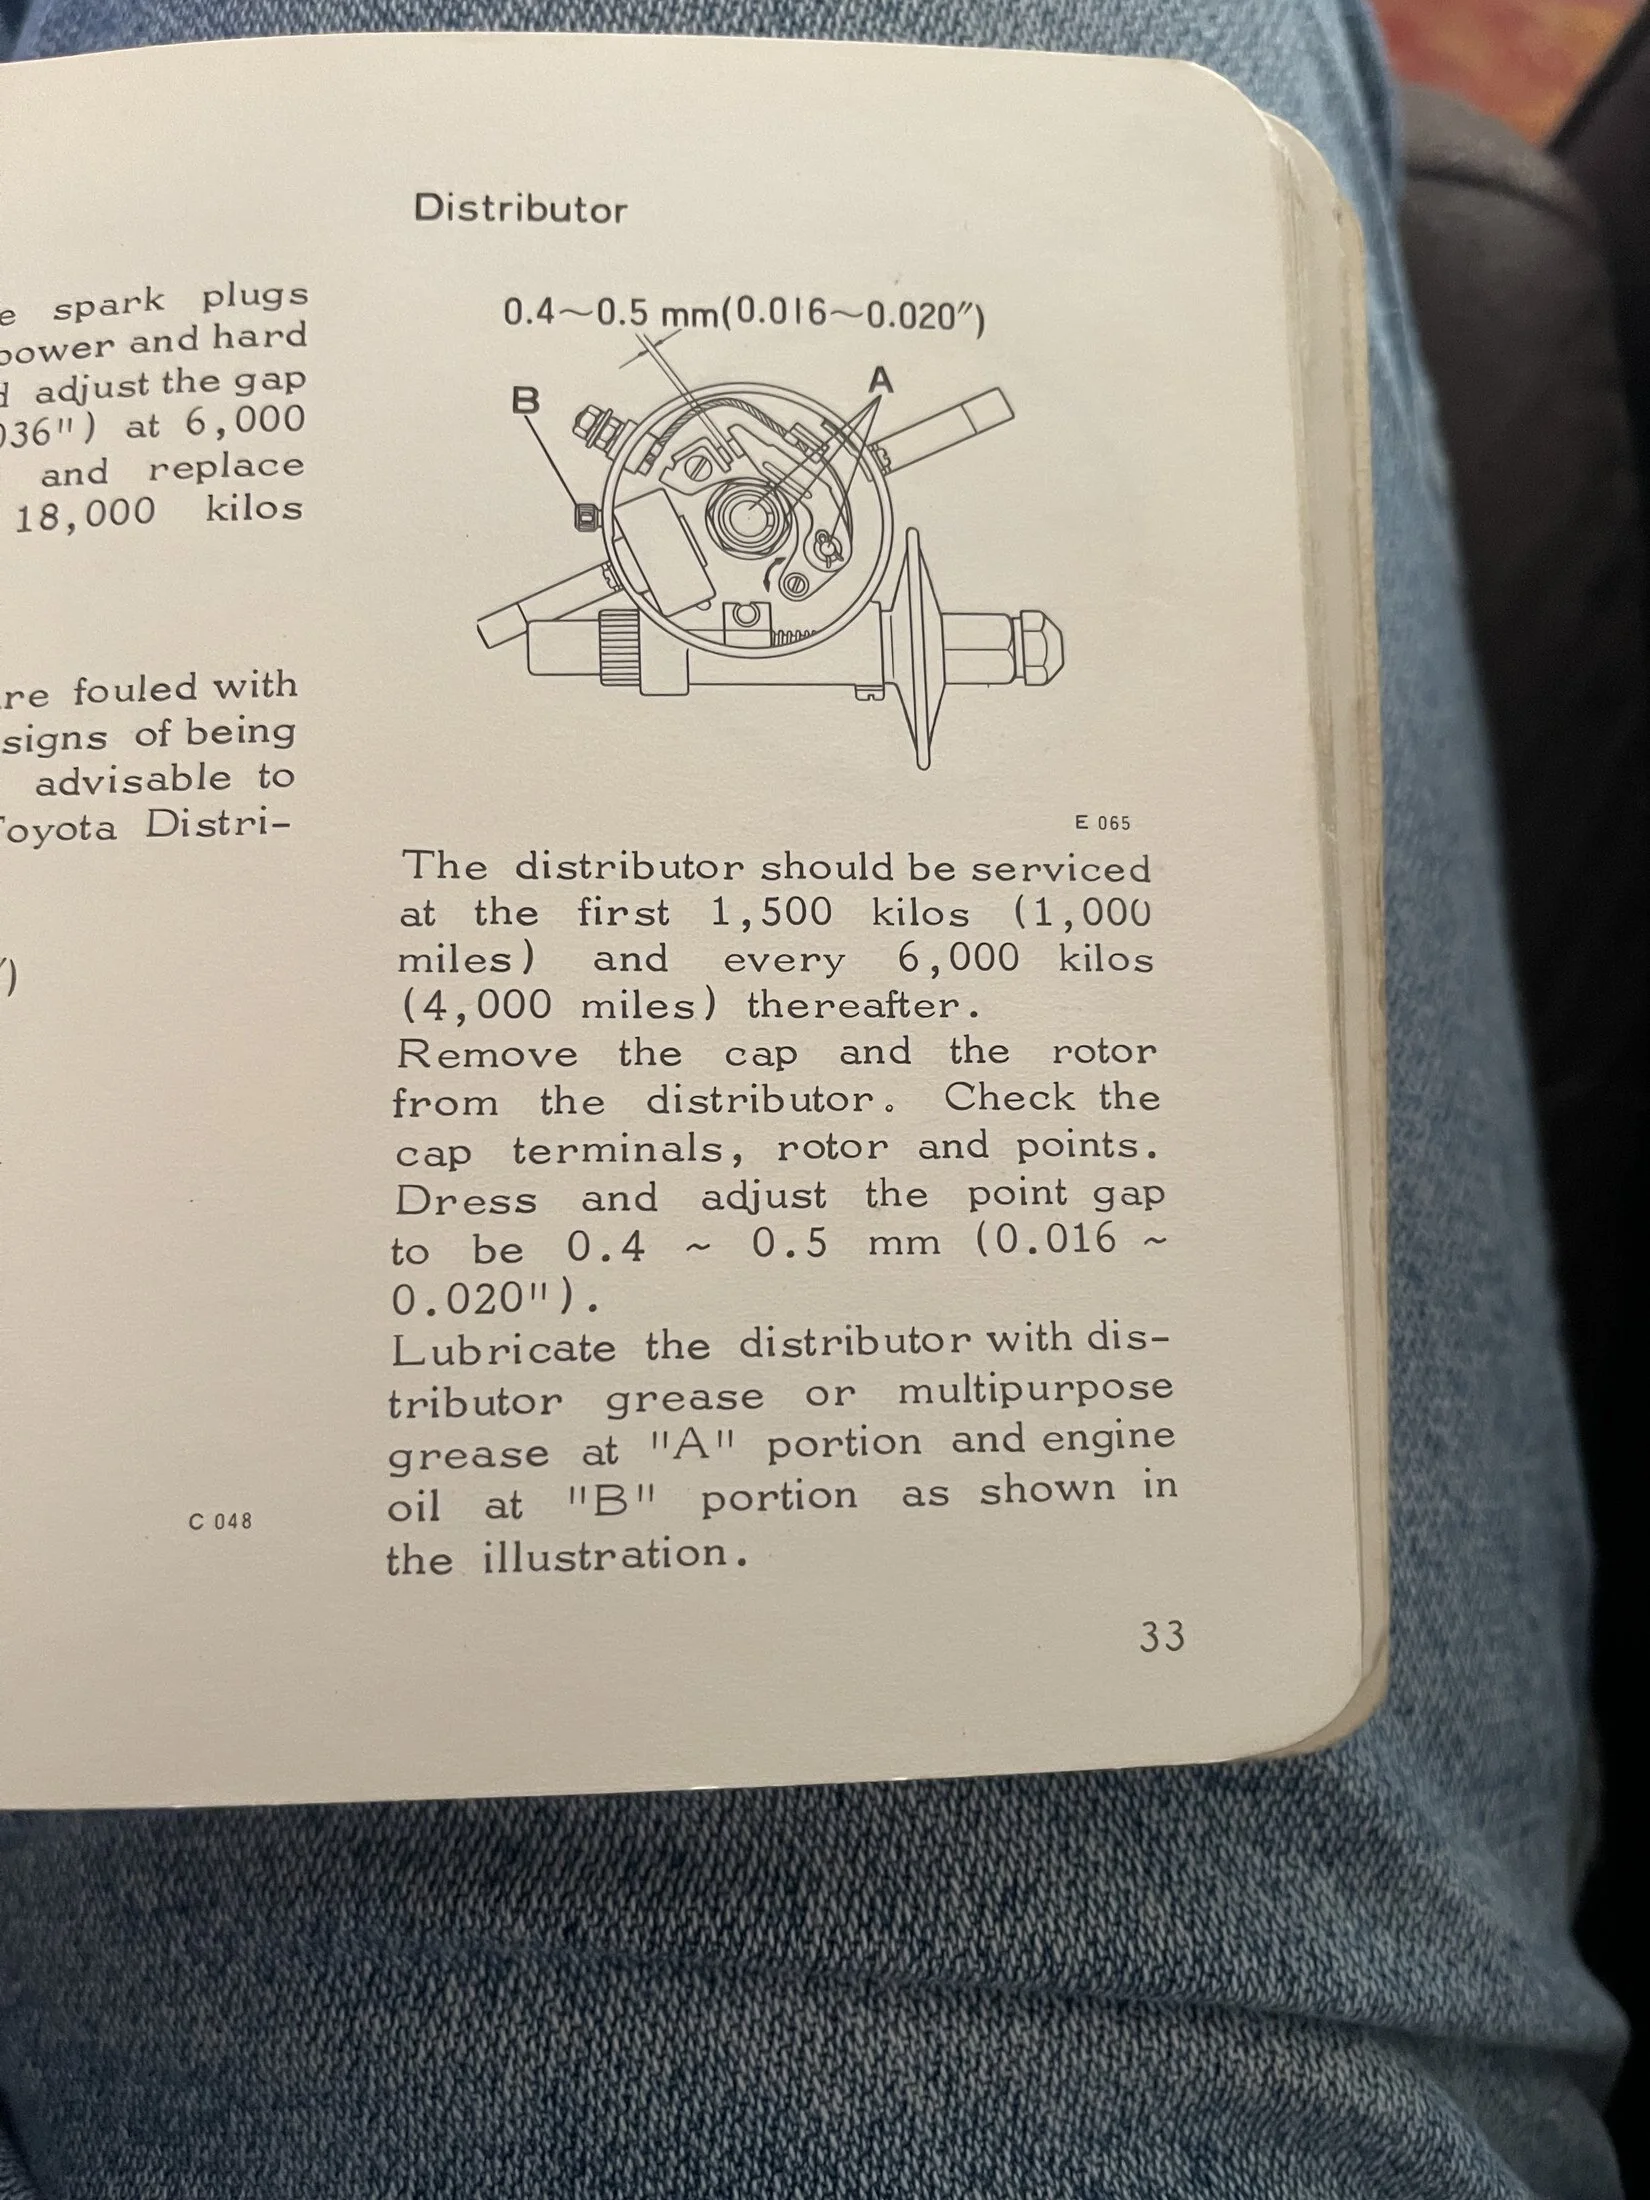 spark plugs
power and hard
adjust the gap
036") at 6,000
and replace
18,000 kilos
are fouled with
signs of being
advisable to
Toyota Distri-
")
C 048
Distributor
0.4~0.5 mm(0.016~0.020")
B
A
E 065
The distributor should be serviced
at the first 1,500 kilos (1,000
miles) and every 6,000 kilos
(4,000 miles) thereafter.
Remove the cap and the rotor
from the distributor. Check the
cap terminals, rotor and points.
Dress and adjust the point gap
to be 0.4 ~ 0.5 mm (0.016 ~
0.020").
Lubricate the distributor with dis-
tributor grease or multipurpose
grease at "A" portion and engine
oil at "B" portion as shown in
the illustration.
33